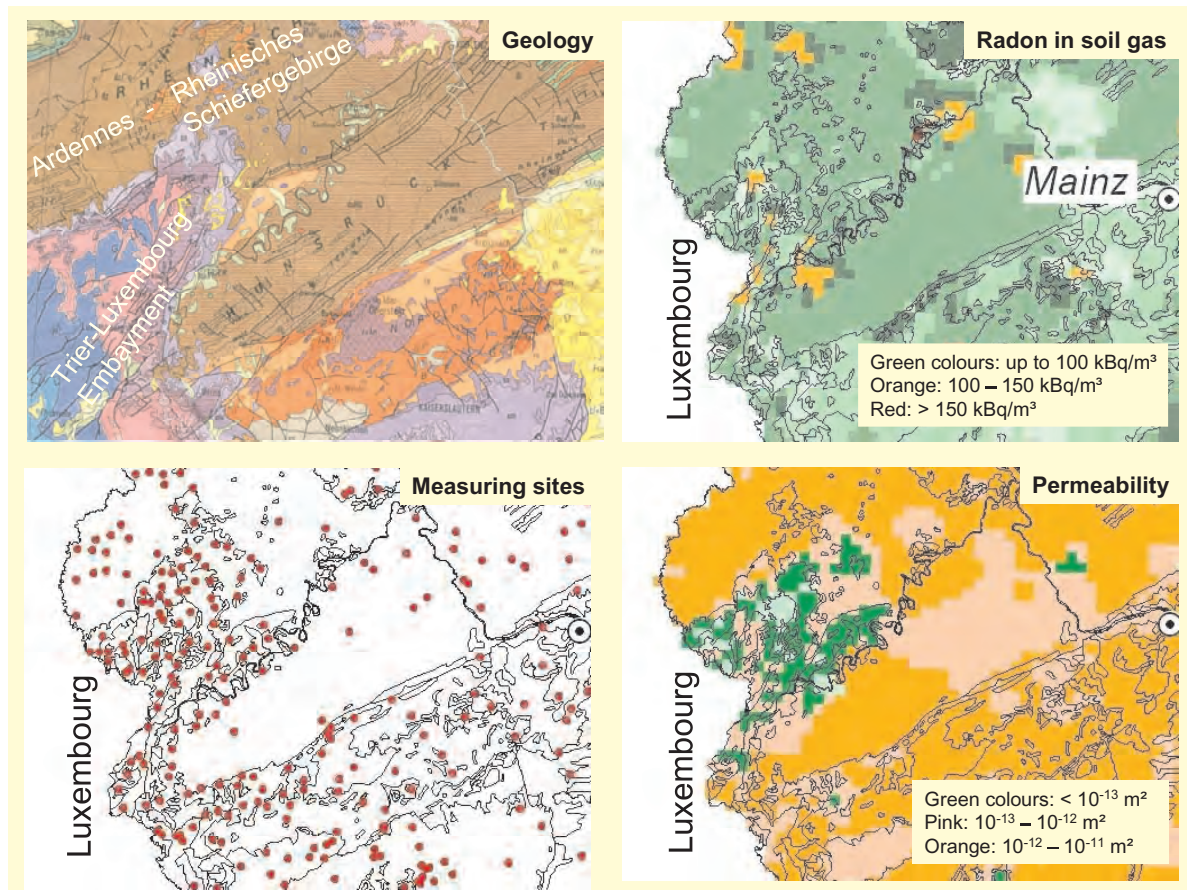 Geology
Ardennes - Rheinisches
Schiefergebirge
Trier-Luxembourg
Embayment
KAISERSLAUTERN
Radon in soil gas
Mainz
Luxembourg
Green colours: up to 100 kBq/m³
Orange: 100 – 150 kBq/m³
Red: > 150 kBq/m³
Measuring sites
Luxembourg
Permeability
Luxembourg
Green colours: < 10⁻¹³ m²
Pink: 10⁻¹³ – 10⁻¹² m²
Orange: 10⁻¹² – 10⁻¹¹ m²